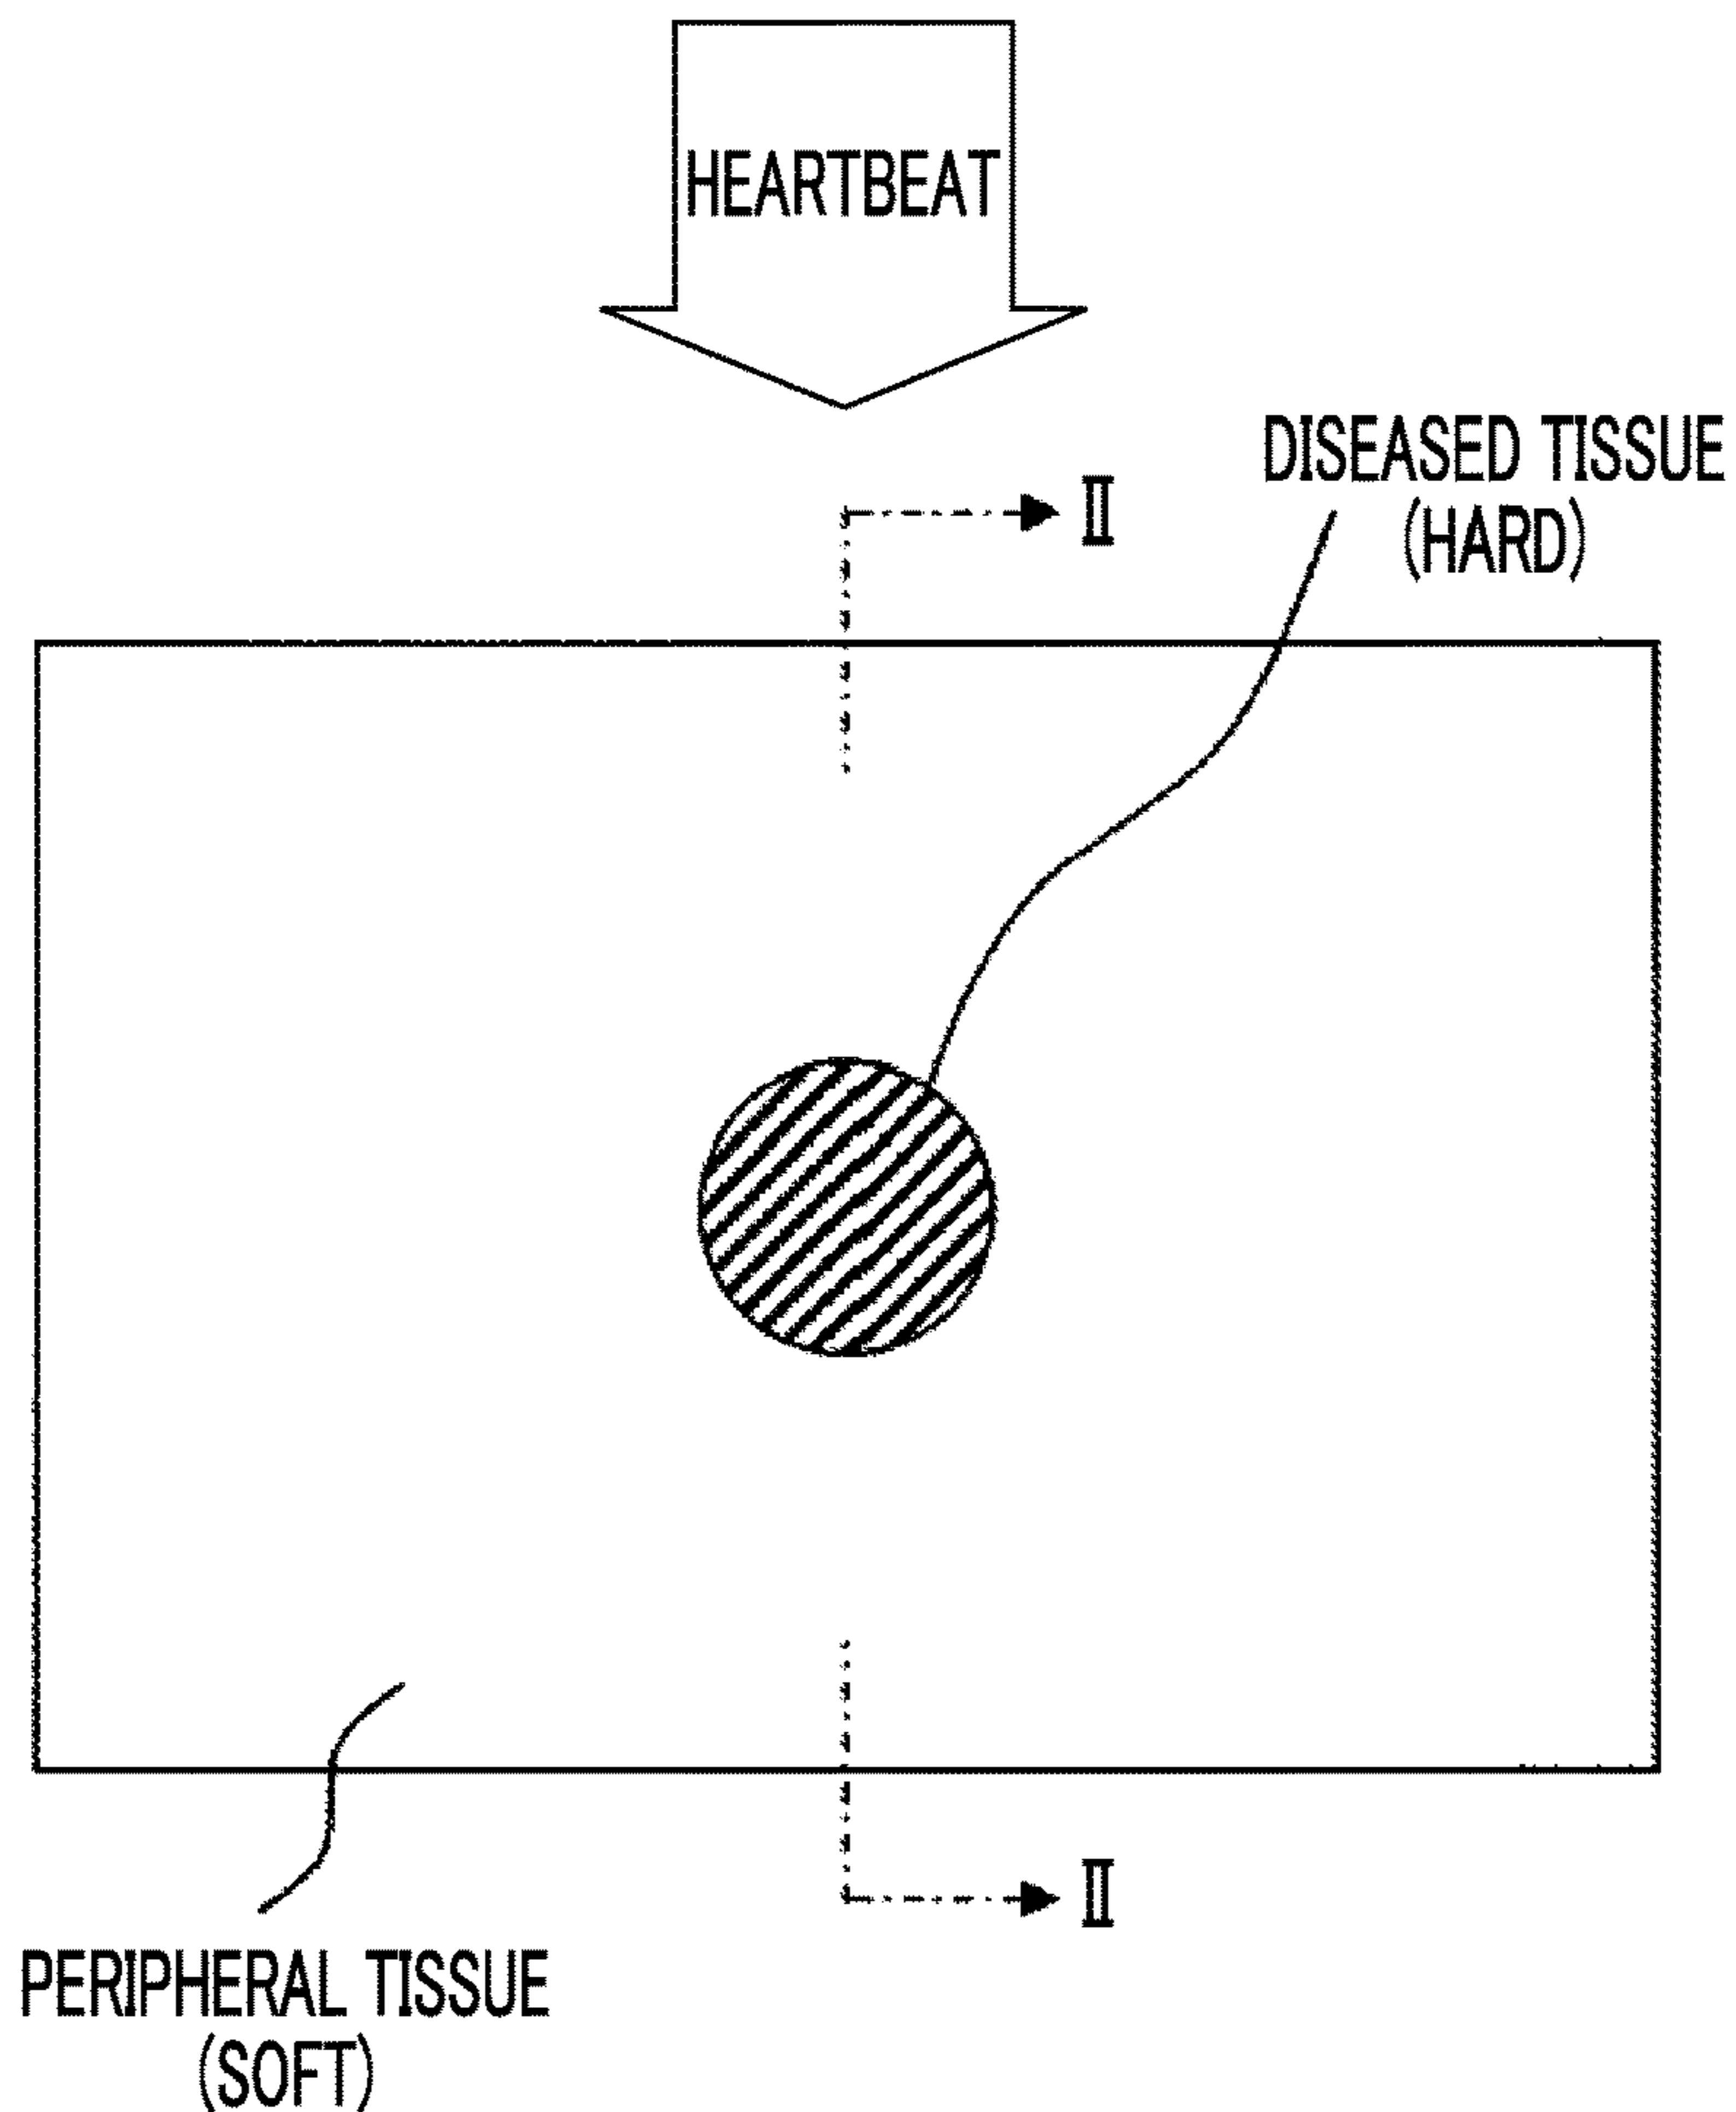 HEARTBEAT
II
DISEASED TISSUE
(HARD)
II
PERIPHERAL TISSUE
(SOFT)